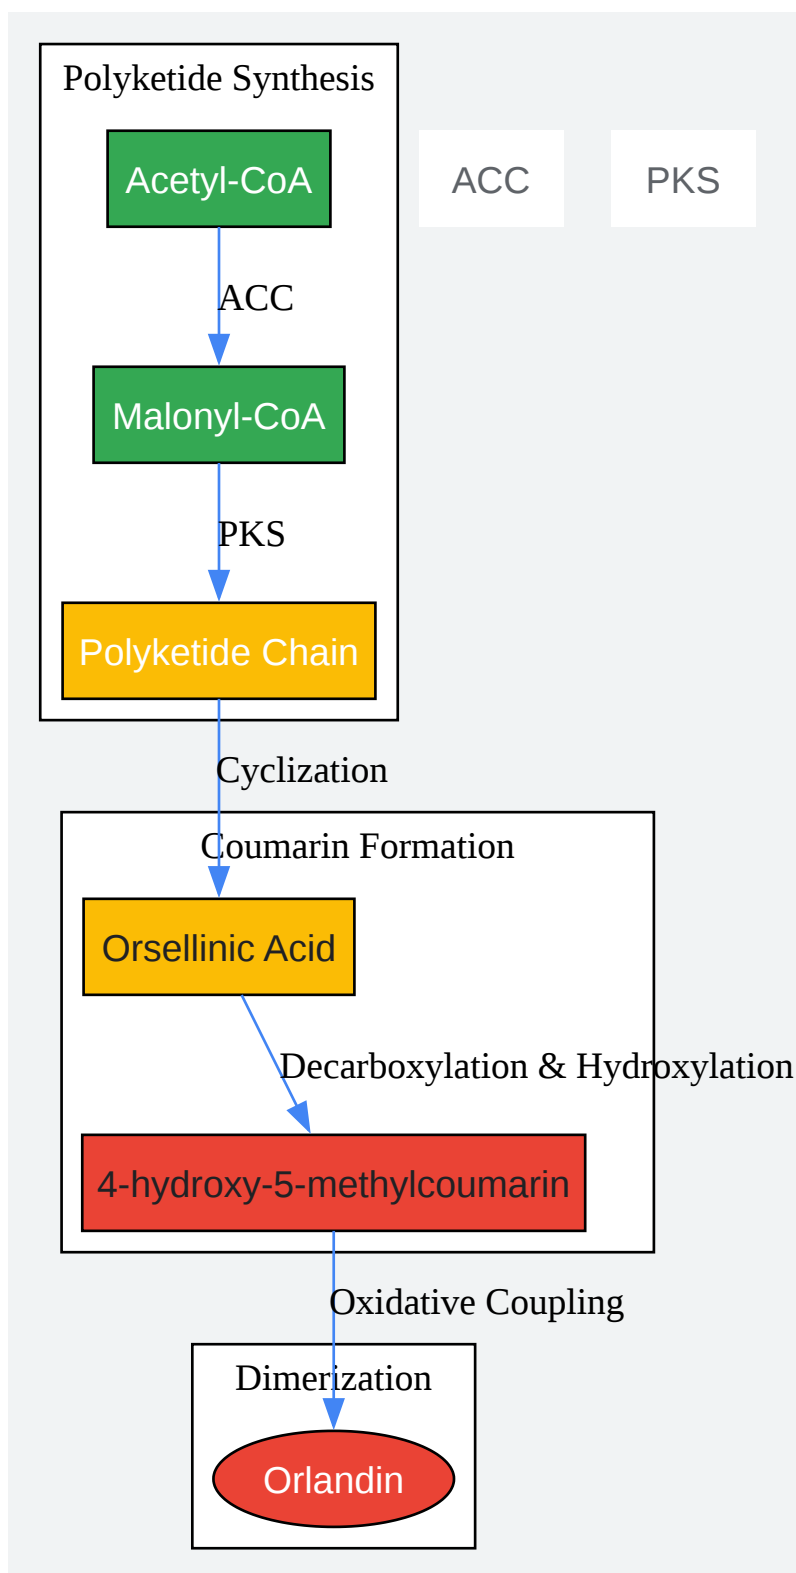 Polyketide Synthesis
Acetyl-CoA
ACC
PKS
ACC
Malonyl-CoA
PKS
Polyketide Chain
Cyclization
Coumarin Formation
Orsellinic Acid
Decarboxylation & Hydroxylation
4-hydroxy-5-methylcoumarin
Oxidative Coupling
Dimerization
Orlandin